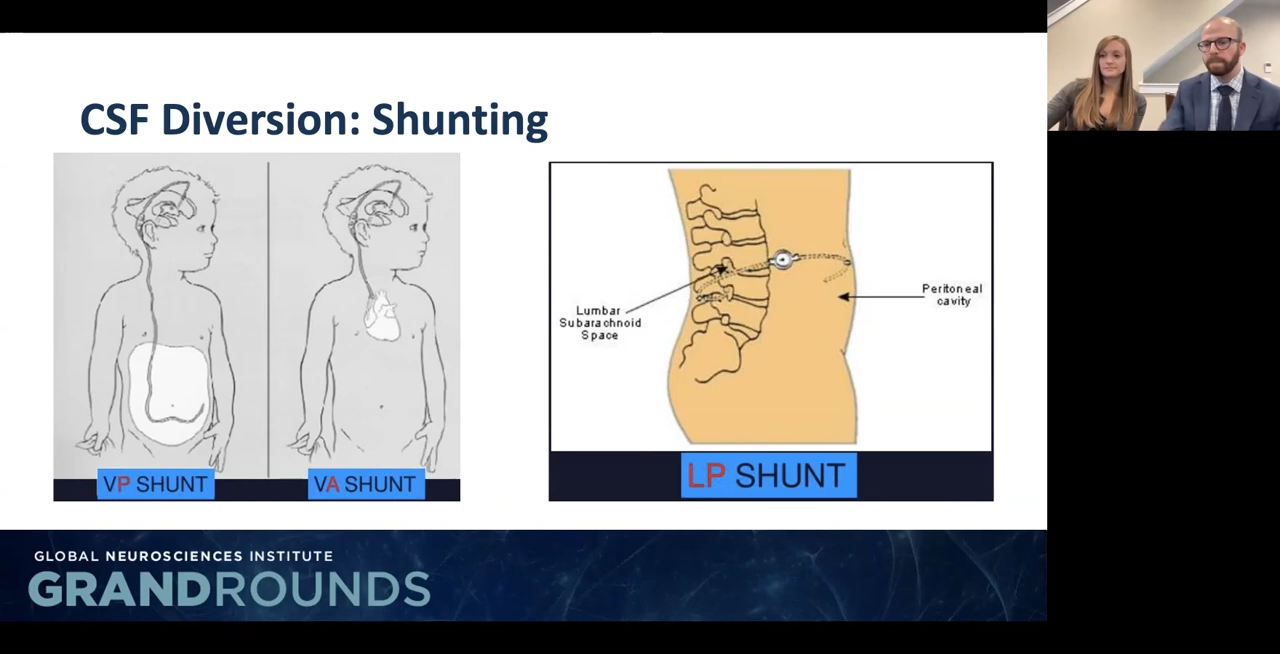 CSF Diversion: Shunting
VP SHUNT
VA SHUNT
Lumbar
Subarachnoid
Space
Peritoneal
cavity
LP SHUNT
GLOBAL NEUROSCIENCES INSTITUTE
GRANDROUNDS